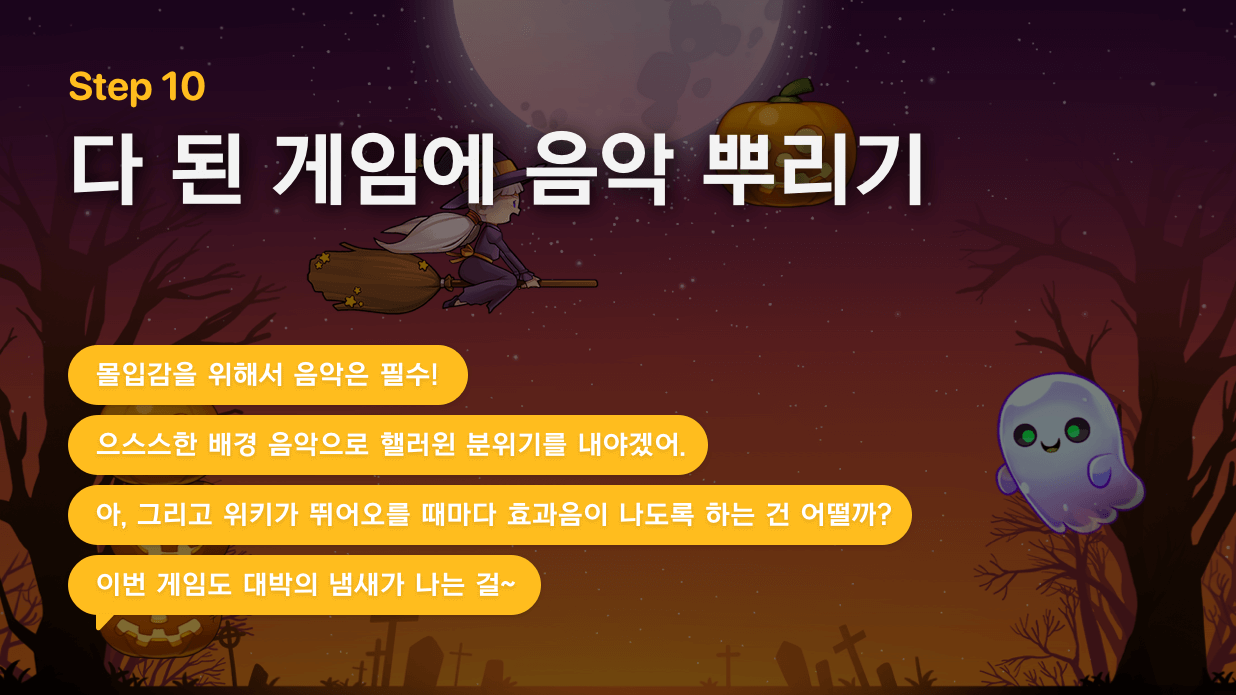 Step 10
다 된 게임에 음악 뿌리기
몰입감을 위해서 음악은 필수!
으스스한 배경 음악으로 핼러윈 분위기를 내야겠어.
아, 그리고 위키가 뛰어오를 때마다 효과음이 나도록 하는 건 어떨까?
이번 게임도 대박의 냄새가 나는 걸~